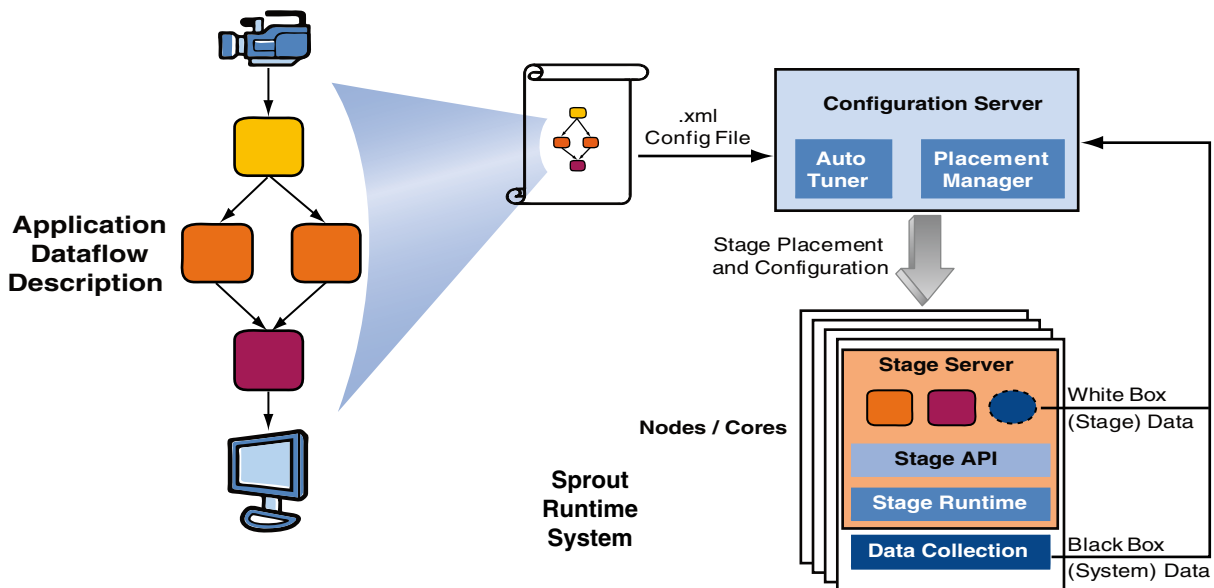 Application
Dataflow
Description
.xml
Config File
Configuration Server
Auto
Tuner
Placement
Manager
Stage Placement
and Configuration
Stage Server
White Box
(Stage) Data
Nodes / Cores
Stage API
Stage Runtime
Sprout
Runtime
System
Data Collection
Black Box
(System) Data